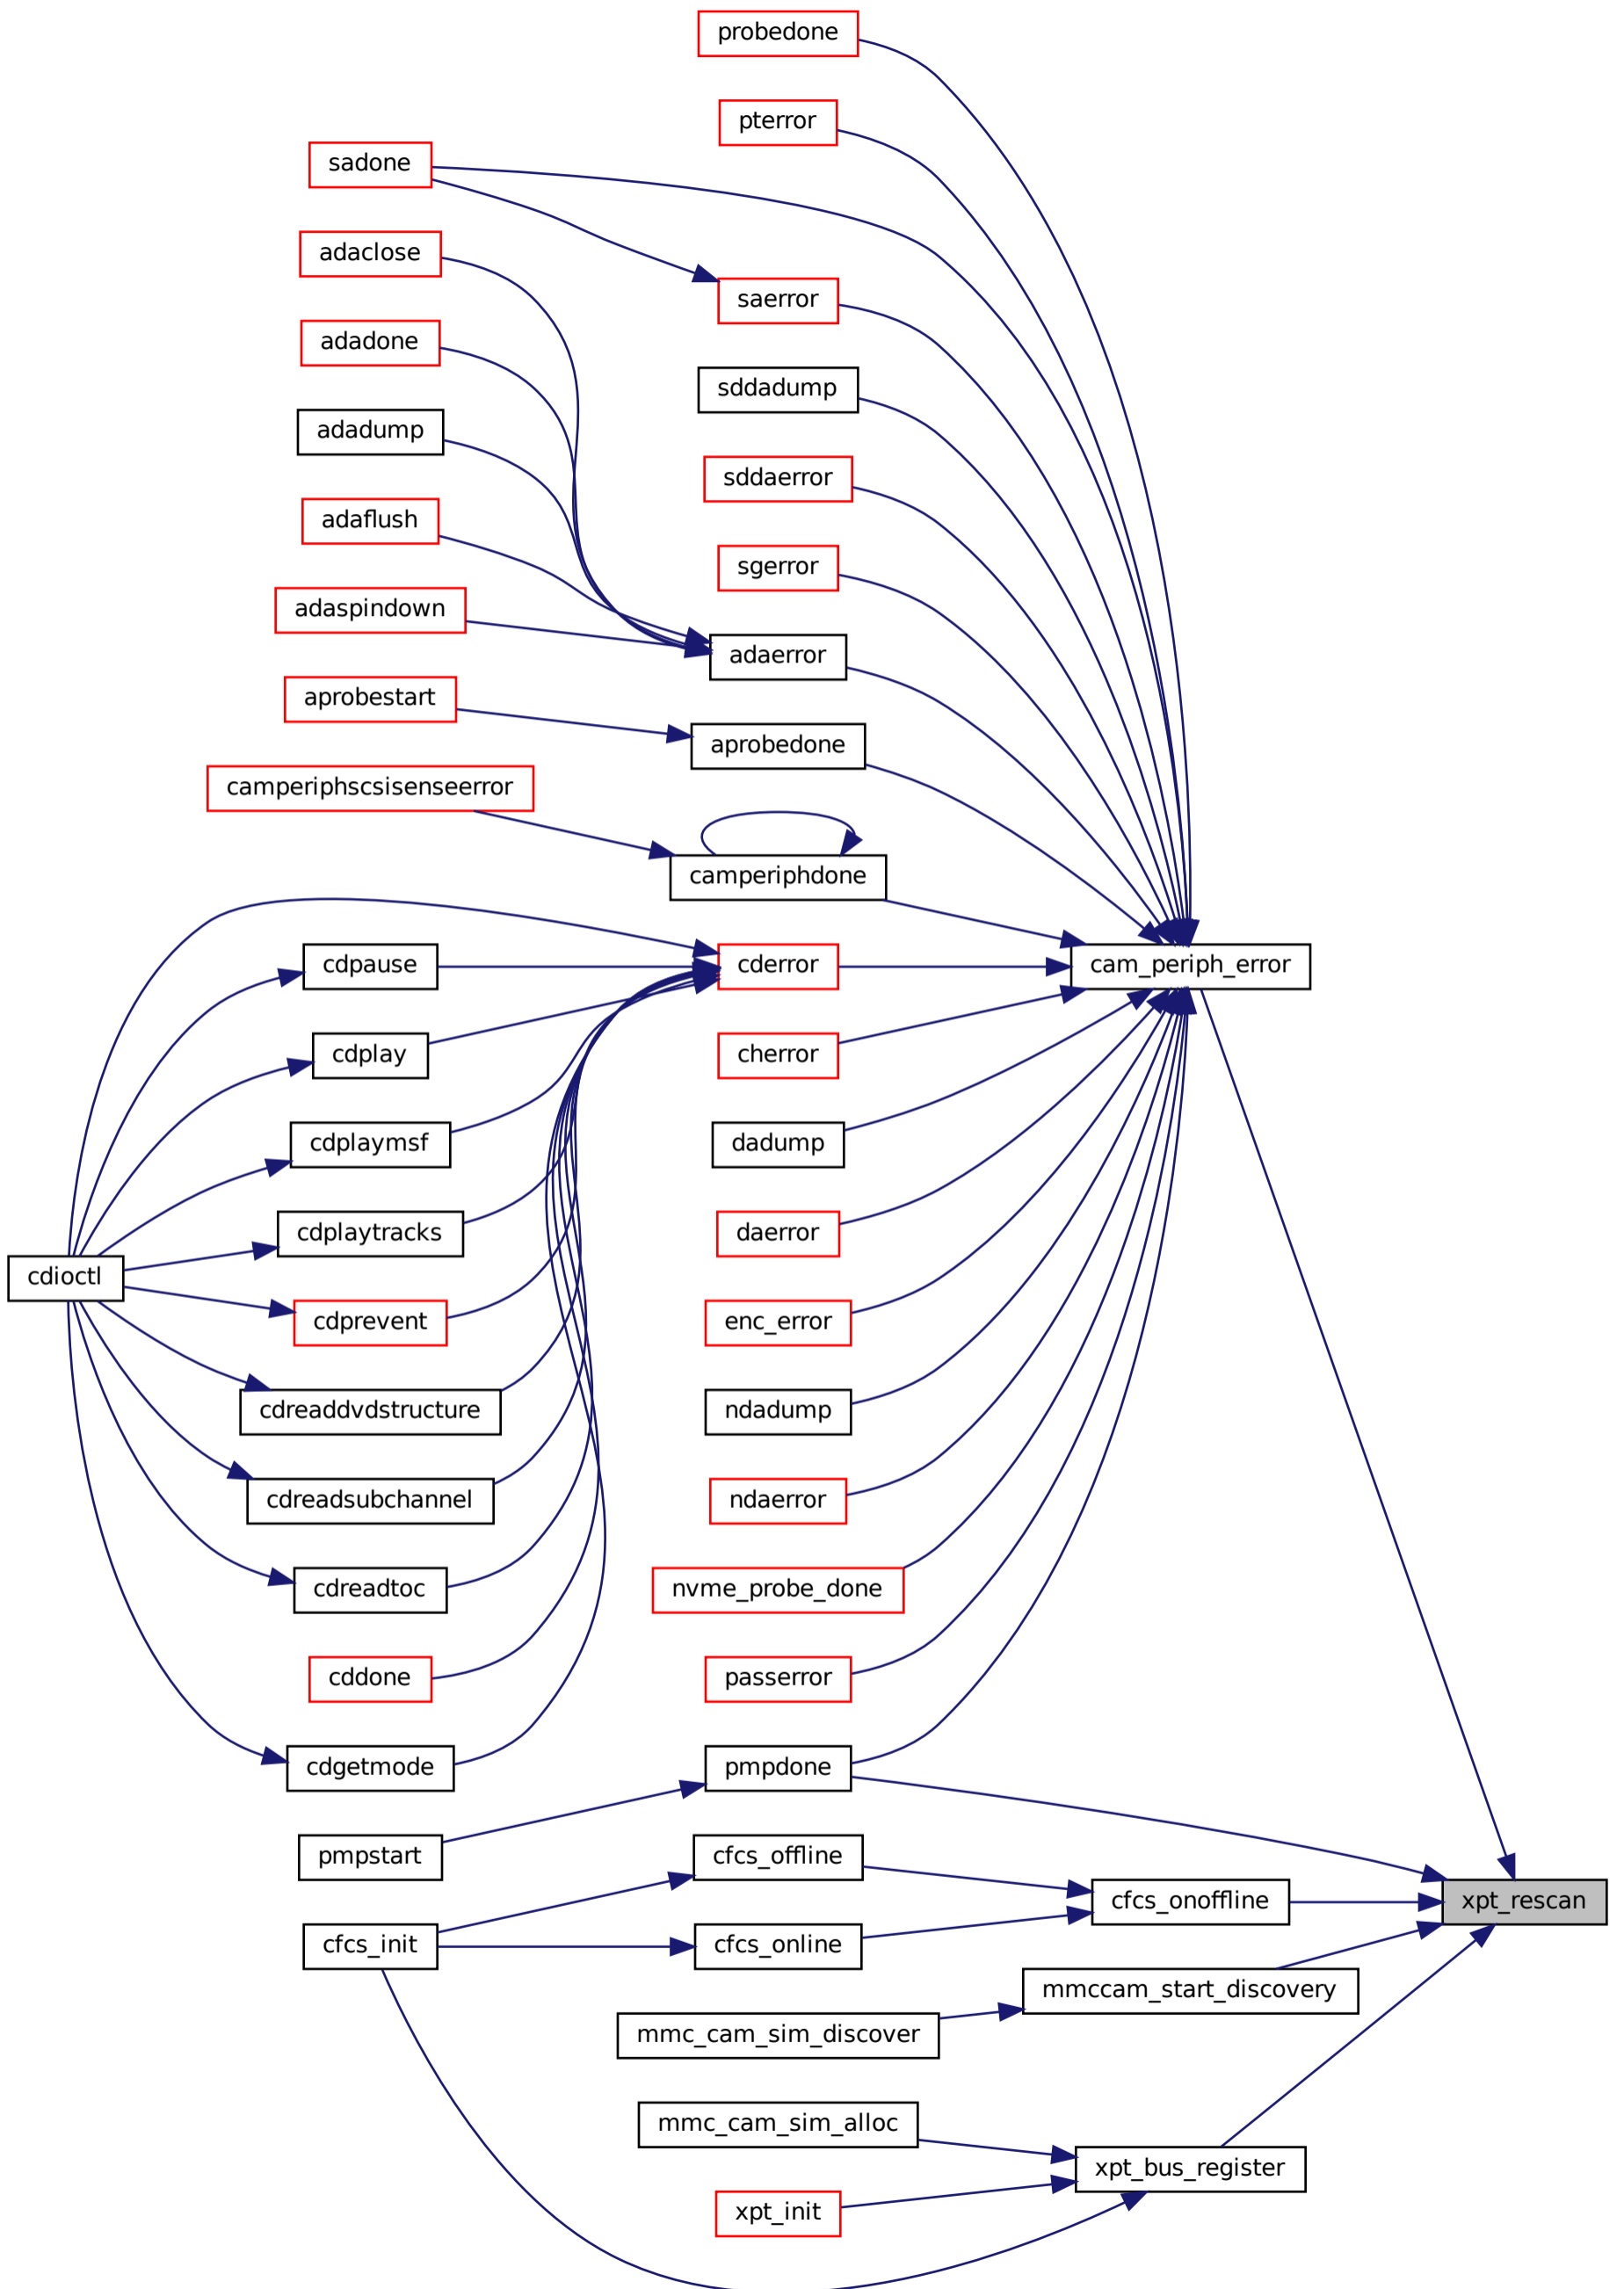 probedone
pterror
sadone
adaclose
saerror
adadone
sddadump
adadump
sddaerror
adaflush
sgerror
adaspindown
adaerror
aprobestart
aprobedone
camperiphscsisenseerror
camperiphdone
cdpause
cderror
cam_periph_error
cdplay
cherror
cdplaymsf
dadump
cdplaytracks
daerror
cdioctl
cdprevent
enc_error
cdreaddvdstructure
ndadump
cdreadsubchannel
ndaerror
cdreadtoc
nvme_probe_done
cddone
passerror
cdgetmode
pmpdone
pmpstart
cfcs_offline
cfcs_onoffline
xpt_rescan
cfcs_init
cfcs_online
mmccam_start_discovery
mmc_cam_sim_discover
mmc_cam_sim_alloc
xpt_bus_register
xpt_init